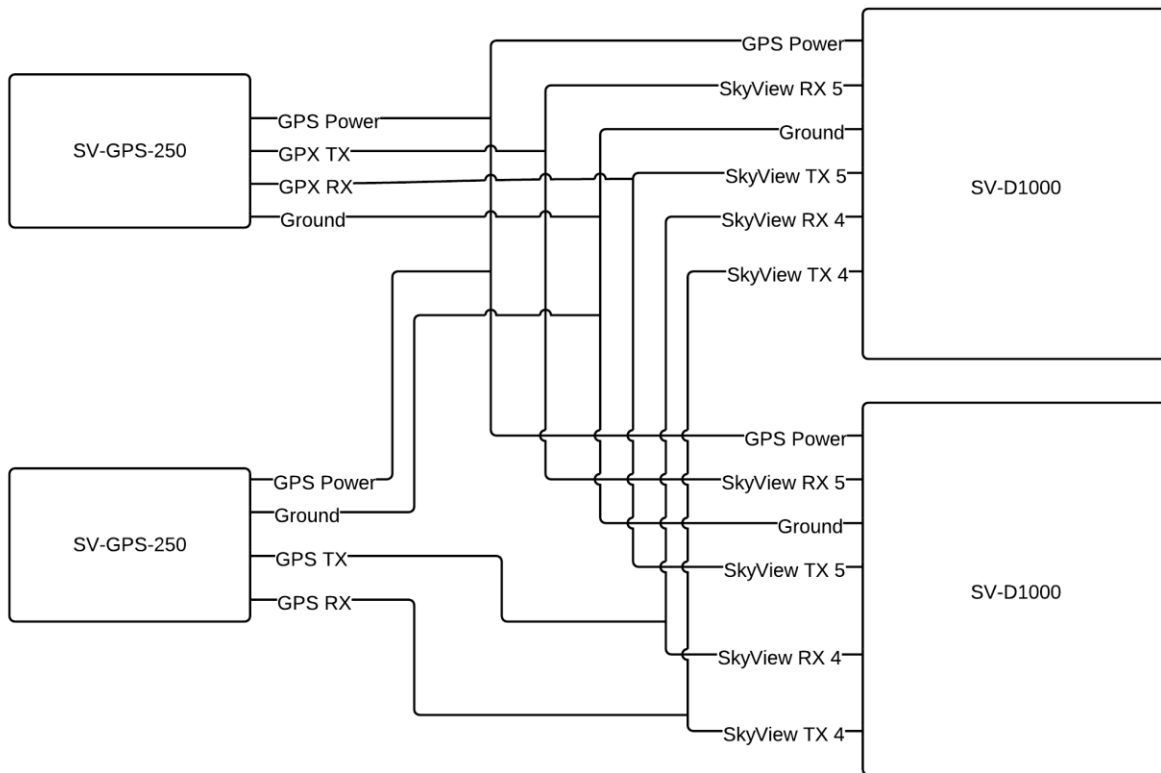 SV-GPS-250
GPS Power
GPX TX
GPX RX
Ground
GPS Power
SkyView RX 5
Ground
SkyView TX 5
SkyView RX 4
SkyView TX 4
SV-D1000
SV-GPS-250
GPS Power
Ground
GPS TX
GPS RX
GPS Power
SkyView RX 5
Ground
SkyView TX 5
SkyView RX 4
SkyView TX 4
SV-D1000